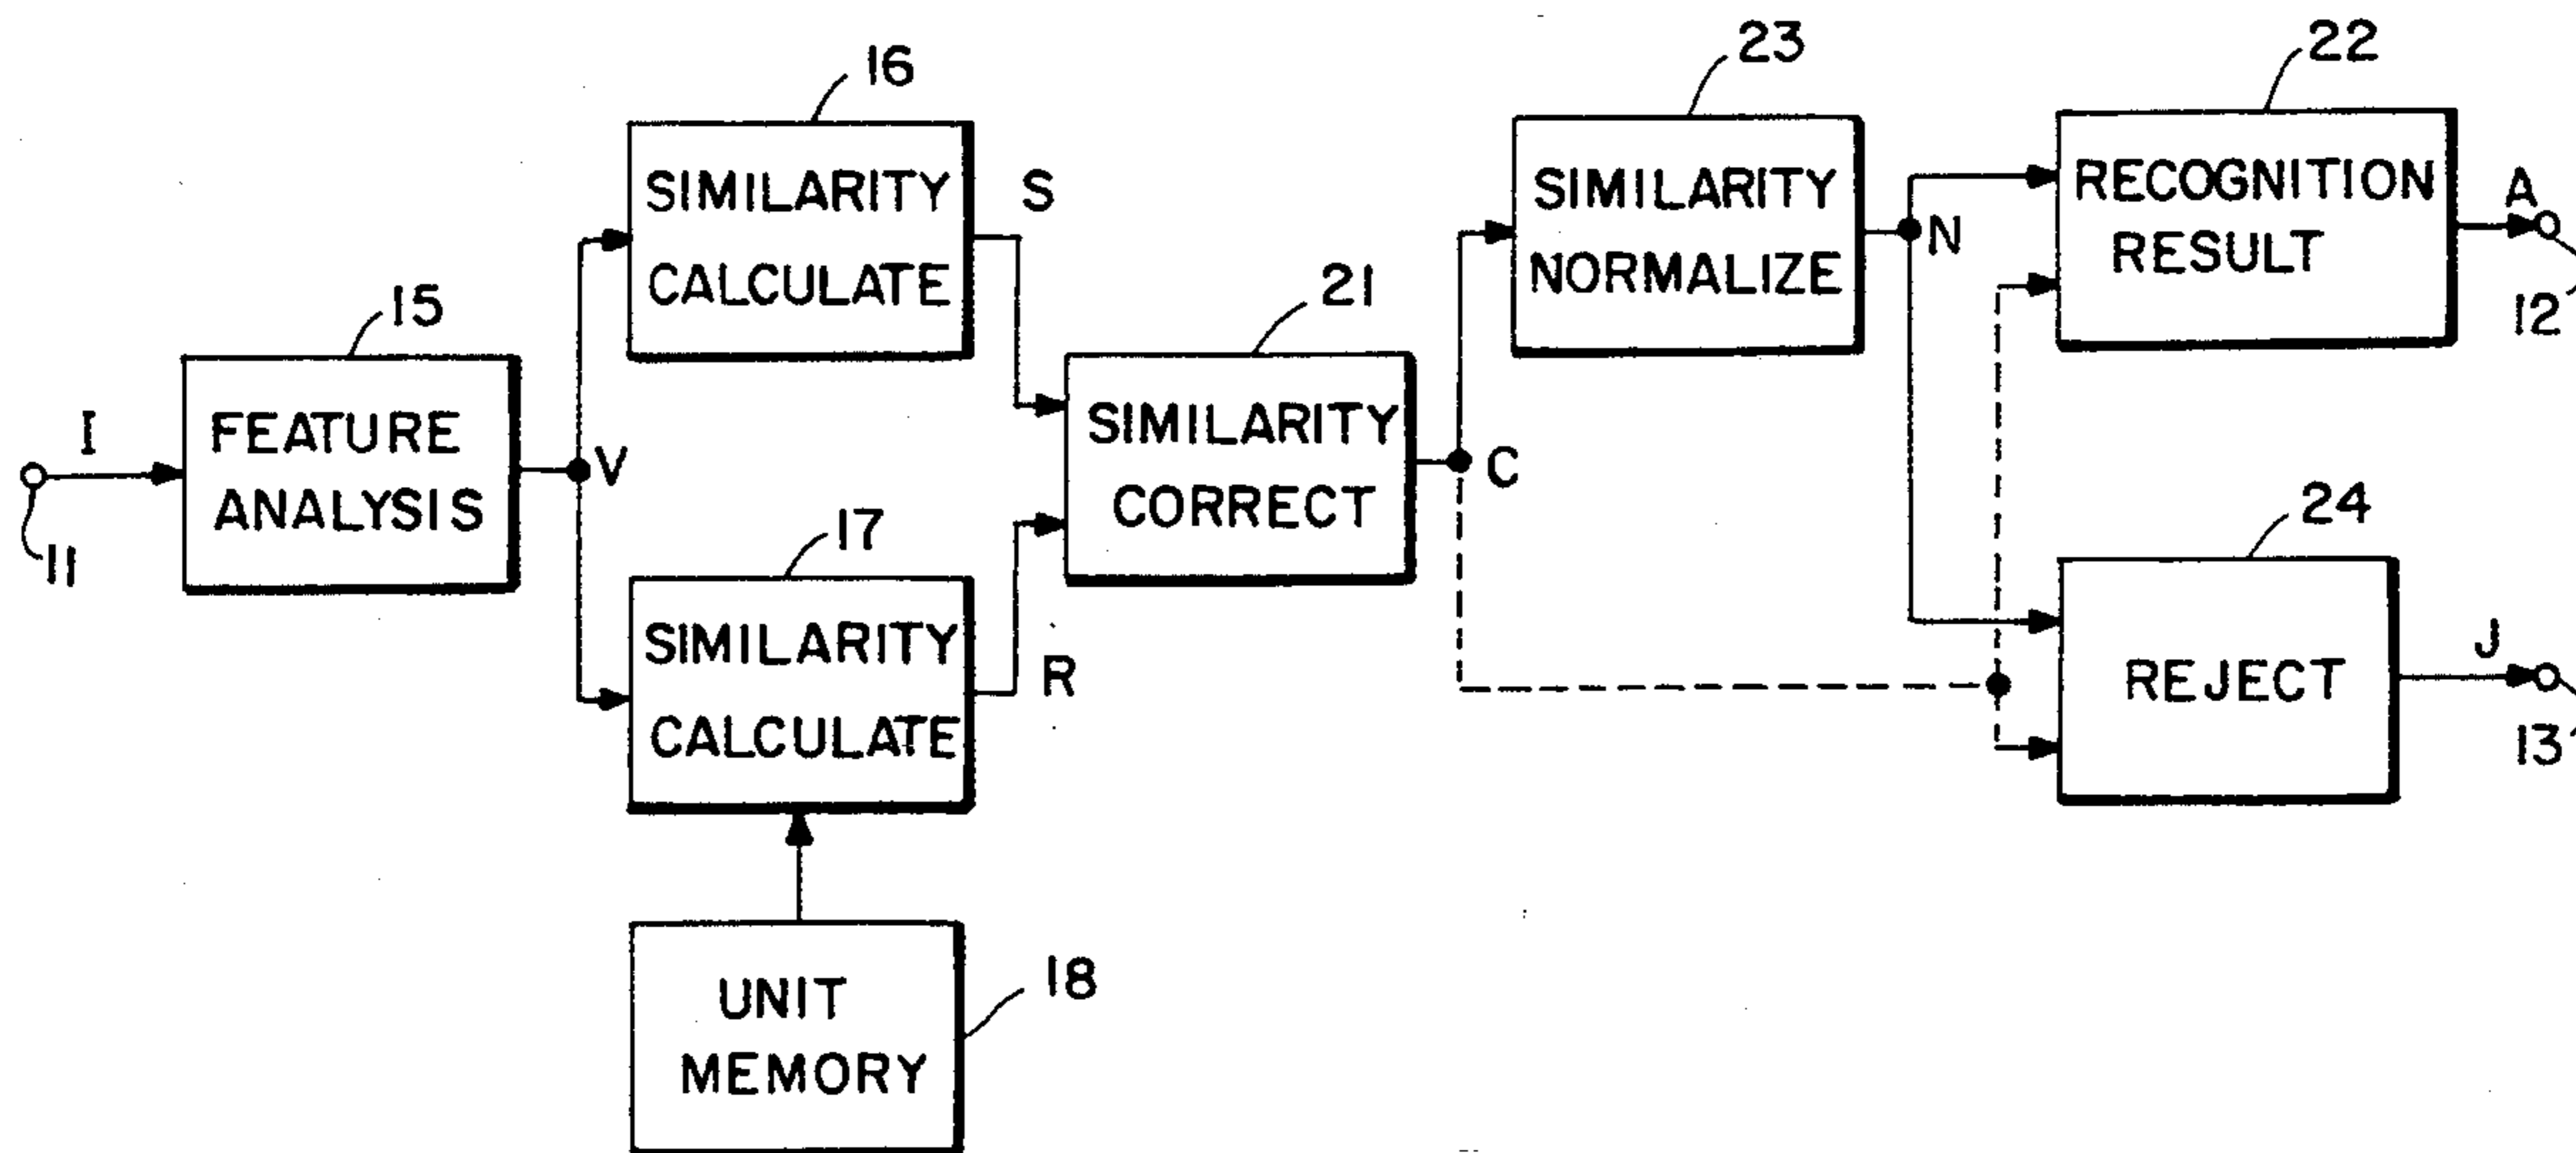 I
11
15
FEATURE
ANALYSIS
V
16
SIMILARITY
CALCULATE
S
17
SIMILARITY
CALCULATE
R
18
UNIT
MEMORY
21
SIMILARITY
CORRECT
C
23
SIMILARITY
NORMALIZE
N
22
RECOGNITION
RESULT
A
12
24
REJECT
J
13